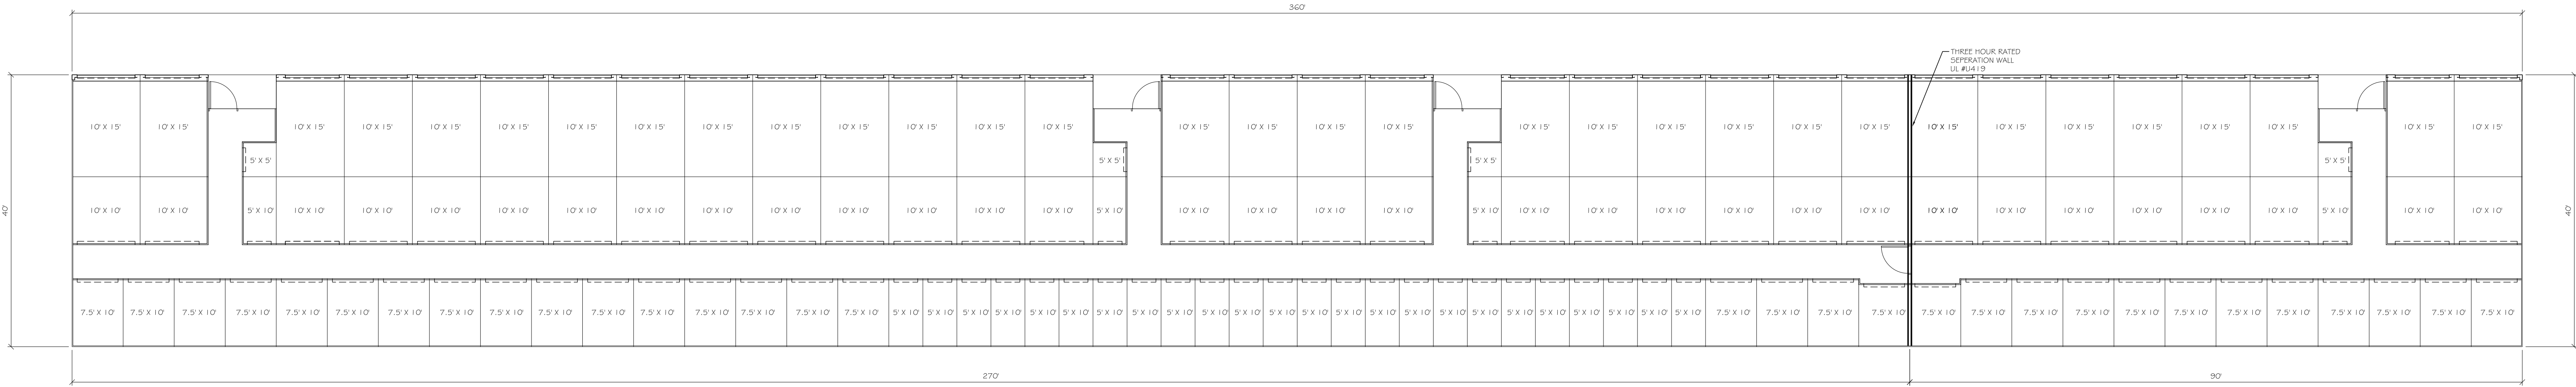 360'
THREE HOUR RATED
SEPERATION WALL
UL #U419
10' X 15' 10' X 15' 10' X 15' 10' X 15' 10' X 15' 10' X 15' 10' X 15' 10' X 15' 10' X 15' 10' X 15' 10' X 15' 10' X 15' 10' X 15' 10' X 15' 10' X 15' 10' X 15' 10' X 15' 10' X 15' 10' X 15' 10' X 15' 10' X 15' 10' X 15' 10' X 15' 10' X 15' 10' X 15' 10' X 15' 10' X 15' 10' X 15' 10' X 15' 10' X 15' 10' X 15' 10' X 15'
5' X 5' 5' X 5' 5' X 5' 5' X 5'
40' 10' X 10' 10' X 10' 5' X 10' 10' X 10' 10' X 10' 10' X 10' 10' X 10' 10' X 10' 10' X 10' 10' X 10' 10' X 10' 10' X 10' 10' X 10' 10' X 10' 10' X 10' 5' X 10' 10' X 10' 10' X 10' 10' X 10' 10' X 10' 5' X 10' 10' X 10' 10' X 10' 10' X 10' 10' X 10' 10' X 10' 10' X 10' 10' X 10' 10' X 10' 10' X 10' 10' X 10' 10' X 10' 10' X 10' 5' X 10' 10' X 10' 10' X 10' 40'
7.5' X 10' 7.5' X 10' 7.5' X 10' 7.5' X 10' 7.5' X 10' 7.5' X 10' 7.5' X 10' 7.5' X 10' 7.5' X 10' 7.5' X 10' 7.5' X 10' 7.5' X 10' 7.5' X 10' 7.5' X 10' 7.5' X 10' 7.5' X 10' 5' X 10' 5' X 10' 5' X 10' 5' X 10' 5' X 10' 5' X 10' 5' X 10' 5' X 10' 5' X 10' 5' X 10' 5' X 10' 5' X 10' 5' X 10' 5' X 10' 5' X 10' 5' X 10' 5' X 10' 5' X 10' 5' X 10' 5' X 10' 5' X 10' 5' X 10' 5' X 10' 5' X 10' 7.5' X 10' 7.5' X 10' 7.5' X 10' 7.5' X 10' 7.5' X 10' 7.5' X 10' 7.5' X 10' 7.5' X 10' 7.5' X 10' 7.5' X 10' 7.5' X 10' 7.5' X 10' 7.5' X 10' 7.5' X 10' 7.5' X 10' 7.5' X 10'
270' 90'